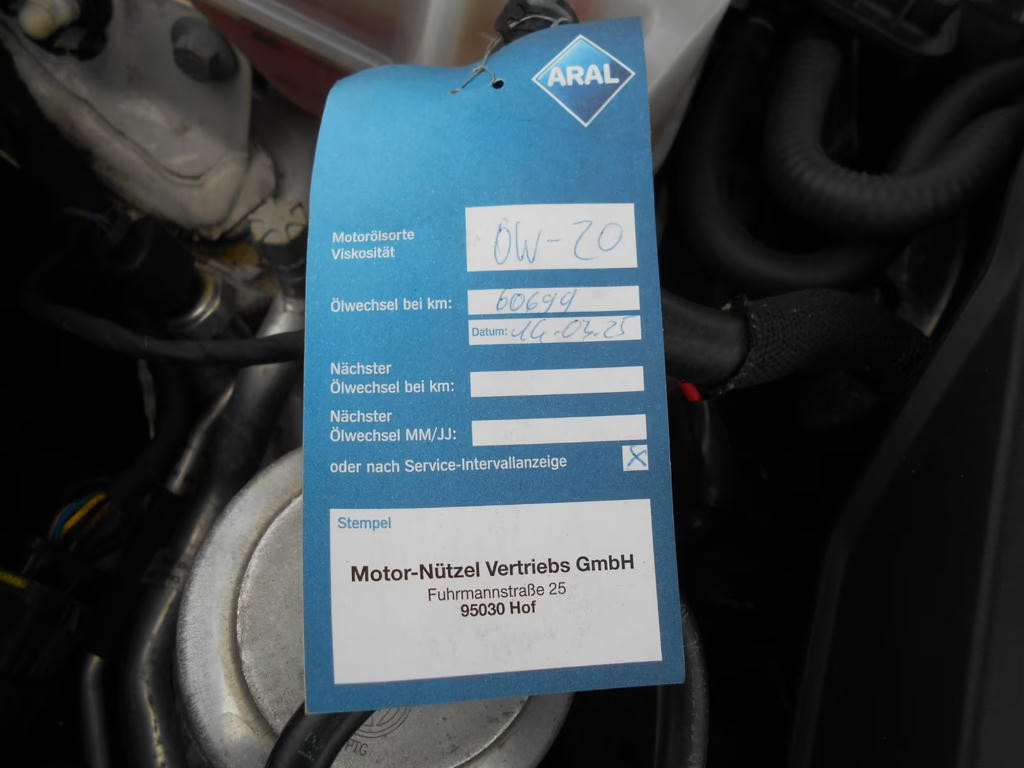 ARAL
Motorölsorte
Viskosität
0W-20
Ölwechsel bei km: 60699
Datum: 14.03.25
Nächster
Ölwechsel bei km:
Nächster
Ölwechsel MM/JJ:
oder nach Service-Intervallanzeige X
Stempel
Motor-Nützel Vertriebs GmbH
Fuhrmannstraße 25
95030 Hof
PTG